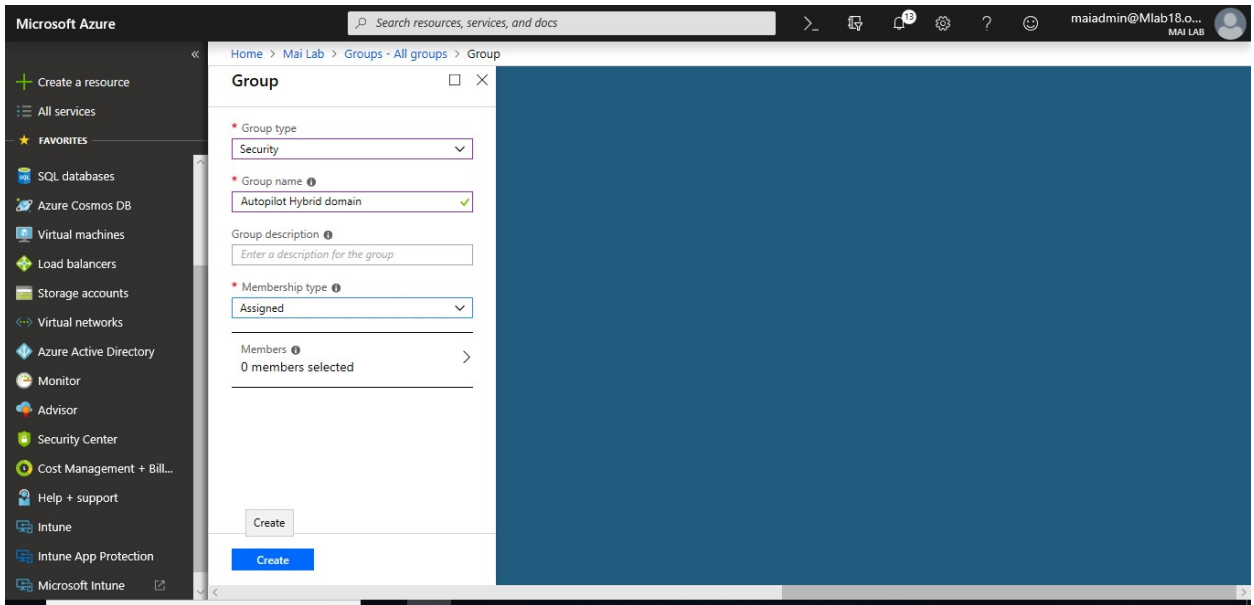 Microsoft Azure
Search resources, services, and docs
13
maiadmin@Mlab18.o...
MAI LAB
Home > Mai Lab > Groups - All groups > Group
Create a resource
All services
FAVORITES
SQL databases
Azure Cosmos DB
Virtual machines
Load balancers
Storage accounts
Virtual networks
Azure Active Directory
Monitor
Advisor
Security Center
Cost Management + Bill...
Help + support
Intune
Intune App Protection
Microsoft Intune
Group
* Group type
Security
* Group name
Autopilot Hybrid domain
Group description
Enter a description for the group
* Membership type
Assigned
Members
0 members selected
Create
Create